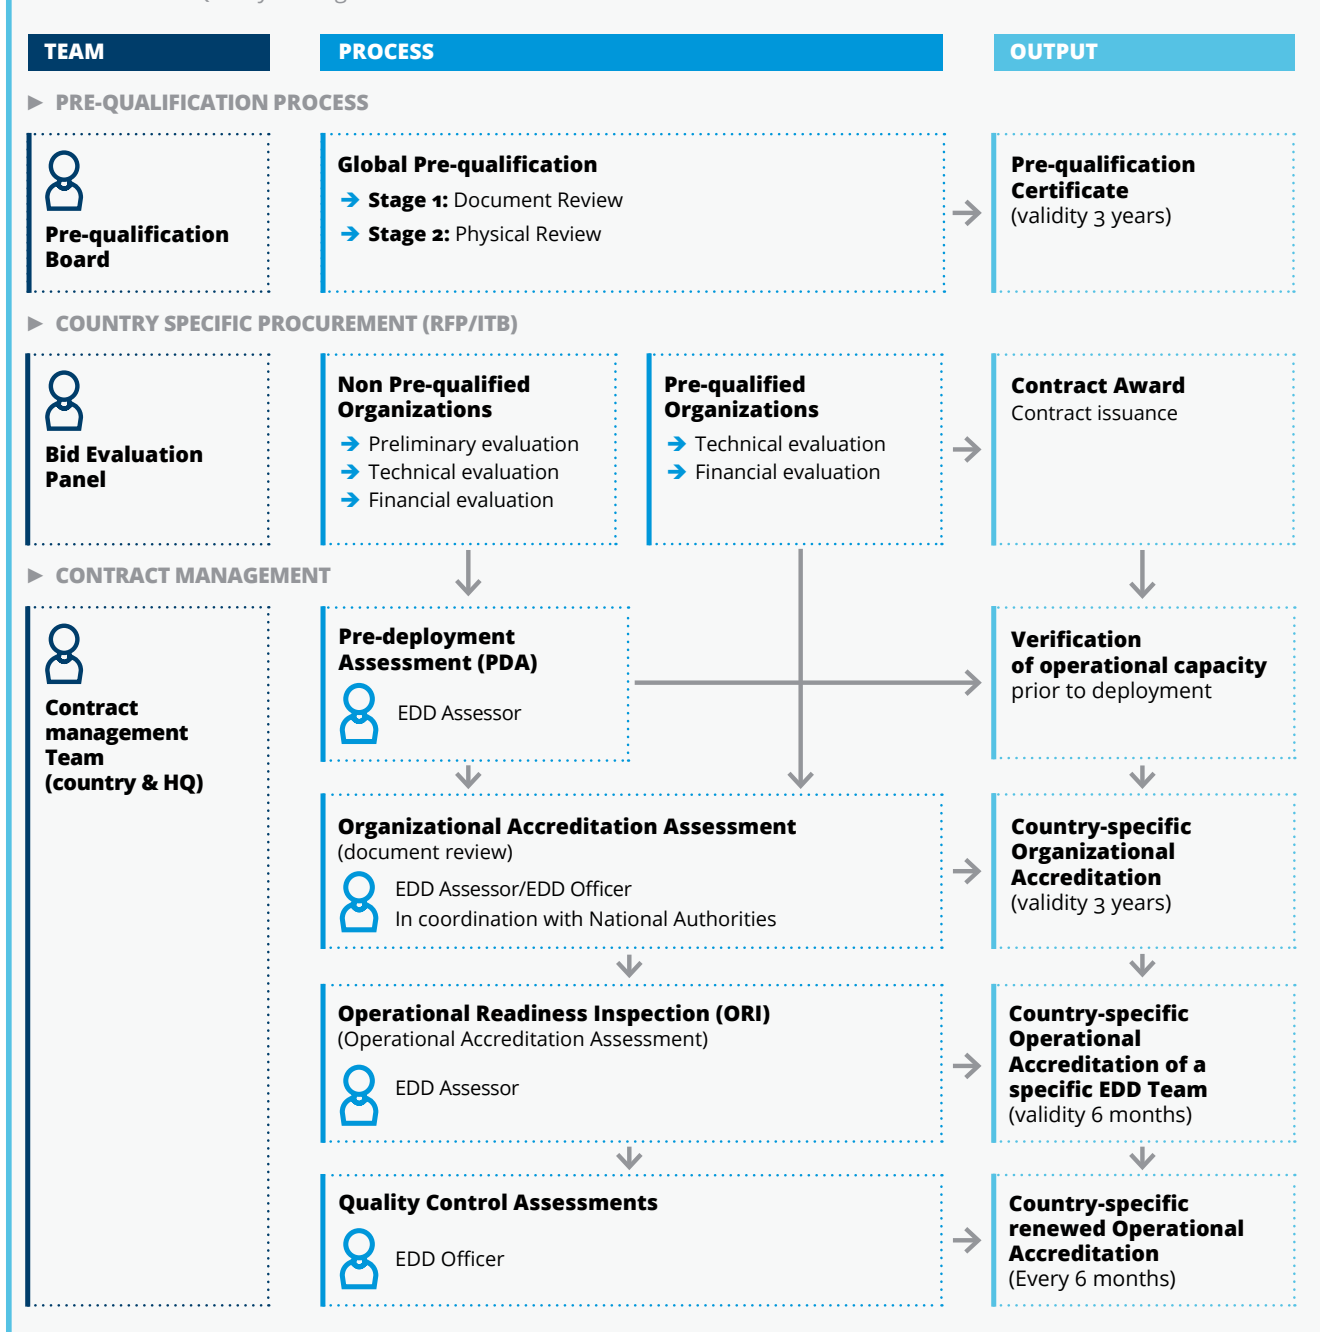 TEAM
PROCESS
OUTPUT
► PRE-QUALIFICATION PROCESS
Pre-qualification
Board
Global Pre-qualification
→ Stage 1: Document Review
→ Stage 2: Physical Review
Pre-qualification
Certificate
(validity 3 years)
► COUNTRY SPECIFIC PROCUREMENT (RFP/ITB)
Bid Evaluation
Panel
Non Pre-qualified
Organizations
→ Preliminary evaluation
→ Technical evaluation
→ Financial evaluation
Pre-qualified
Organizations
→ Technical evaluation
→ Financial evaluation
Contract Award
Contract issuance
► CONTRACT MANAGEMENT
Contract
management
Team
(country & HQ)
Pre-deployment
Assessment (PDA)
EDD Assessor
Verification
of operational capacity
prior to deployment
Organizational Accreditation Assessment
(document review)
EDD Assessor/EDD Officer
In coordination with National Authorities
Country-specific
Organizational
Accreditation
(validity 3 years)
Operational Readiness Inspection (ORI)
(Operational Accreditation Assessment)
EDD Assessor
Country-specific
Operational
Accreditation of a
specific EDD Team
(validity 6 months)
Quality Control Assessments
EDD Officer
Country-specific
renewed Operational
Accreditation
(Every 6 months)